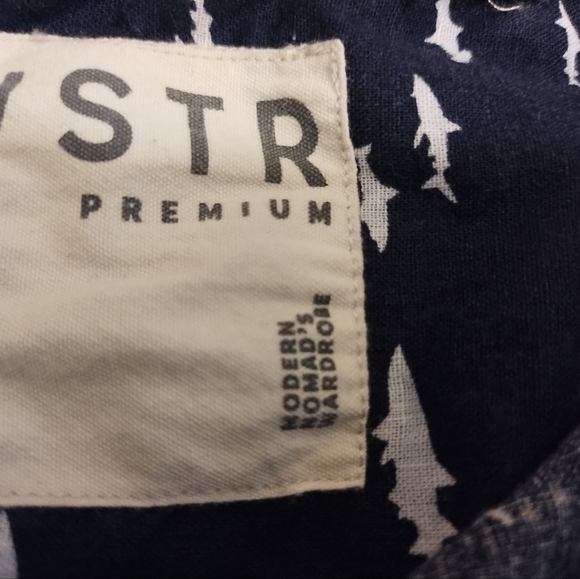 YSTR
PREMIUM
MODERN
NOMAD'S
WARDROBE